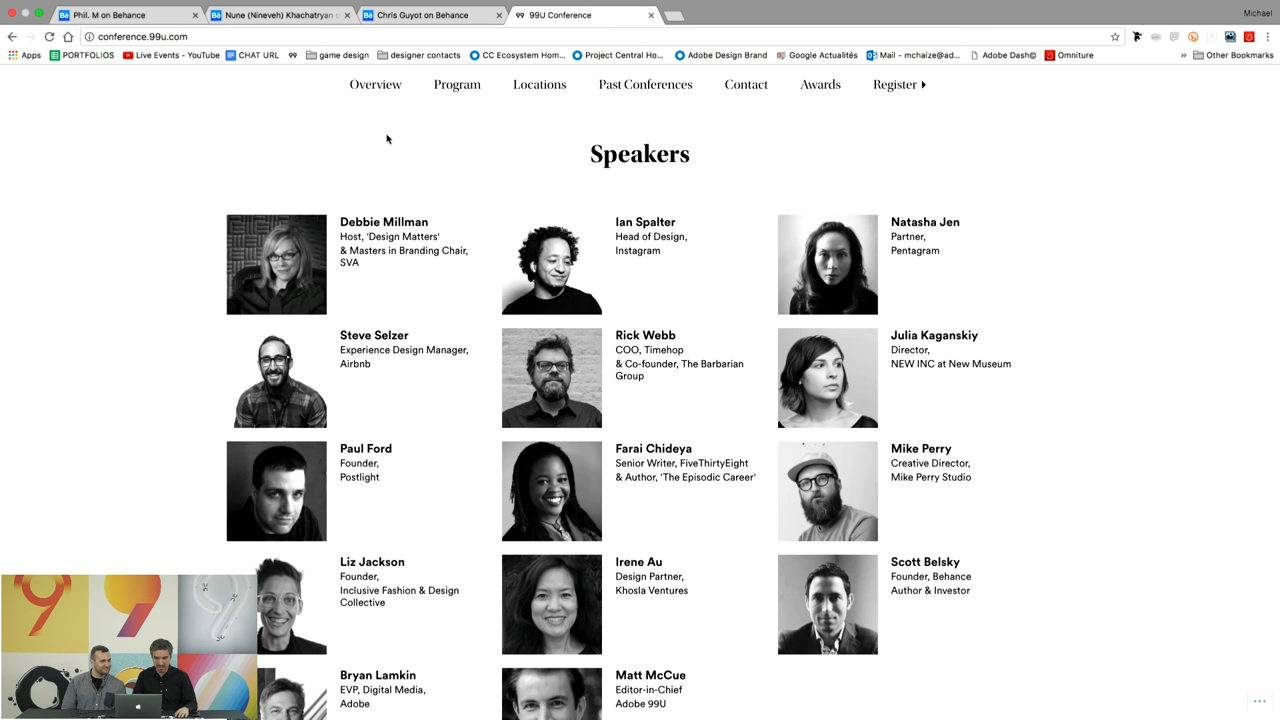 Michael
Phil. M on Behance
Nune (Nineveh) Khachatryan
Chris Guyot on Behance
99U Conference
conference.99u.com
Apps
PORTFOLIOS
Live Events - YouTube
CHAT URL
99
game design
designer contacts
CC Ecosystem Hom...
Project Central Ho...
Adobe Design Brand
Google Actualités
Mail - mchaize@ad...
Adobe Dash©
Omniture
»
Other Bookmarks
Overview
Program
Locations
Past Conferences
Contact
Awards
Register
Speakers
Debbie Millman
Host, 'Design Matters'
& Masters in Branding Chair,
SVA
Ian Spalter
Head of Design,
Instagram
Natasha Jen
Partner,
Pentagram
Steve Selzer
Experience Design Manager,
Airbnb
Rick Webb
COO, Timehop
& Co-founder, The Barbarian
Group
Julia Kaganskiy
Director,
NEW INC at New Museum
Paul Ford
Founder,
Postlight
Farai Chideya
Senior Writer, FiveThirtyEight
& Author, 'The Episodic Career'
Mike Perry
Creative Director,
Mike Perry Studio
Liz Jackson
Founder,
Inclusive Fashion & Design
Collective
Irene Au
Design Partner,
Khosla Ventures
Scott Belsky
Founder, Behance
Author & Investor
Bryan Lamkin
EVP, Digital Media,
Adobe
Matt McCue
Editor-in-Chief
Adobe 99U